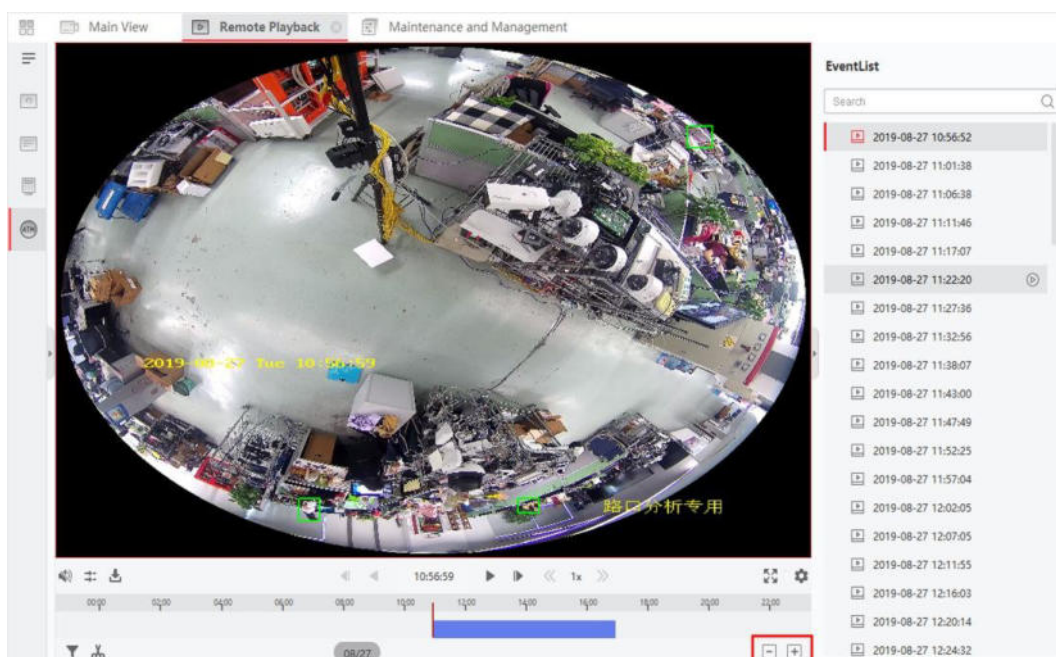 Main View
Remote Playback
Maintenance and Management
EventList
Search
2019-08-27 10:56:52
2019-08-27 11:01:38
2019-08-27 11:06:38
2019-08-27 11:11:46
2019-08-27 11:17:07
2019-08-27 11:22:20
2019-08-27 11:27:36
2019-08-27 11:32:56
2019-08-27 11:38:07
2019-08-27 11:43:00
2019-08-27 11:47:49
2019-08-27 11:52:25
2019-08-27 11:57:04
2019-08-27 12:02:05
2019-08-27 12:07:05
2019-08-27 12:11:55
2019-08-27 12:16:03
2019-08-27 12:20:14
2019-08-27 12:24:32
ATM
2019-08-27 Tue 10:56:59
路口分析专用
10:56:59
1x
00:00 02:00 04:00 06:00 08:00 10:00 12:00 14:00 16:00 18:00 20:00 22:00
08/27